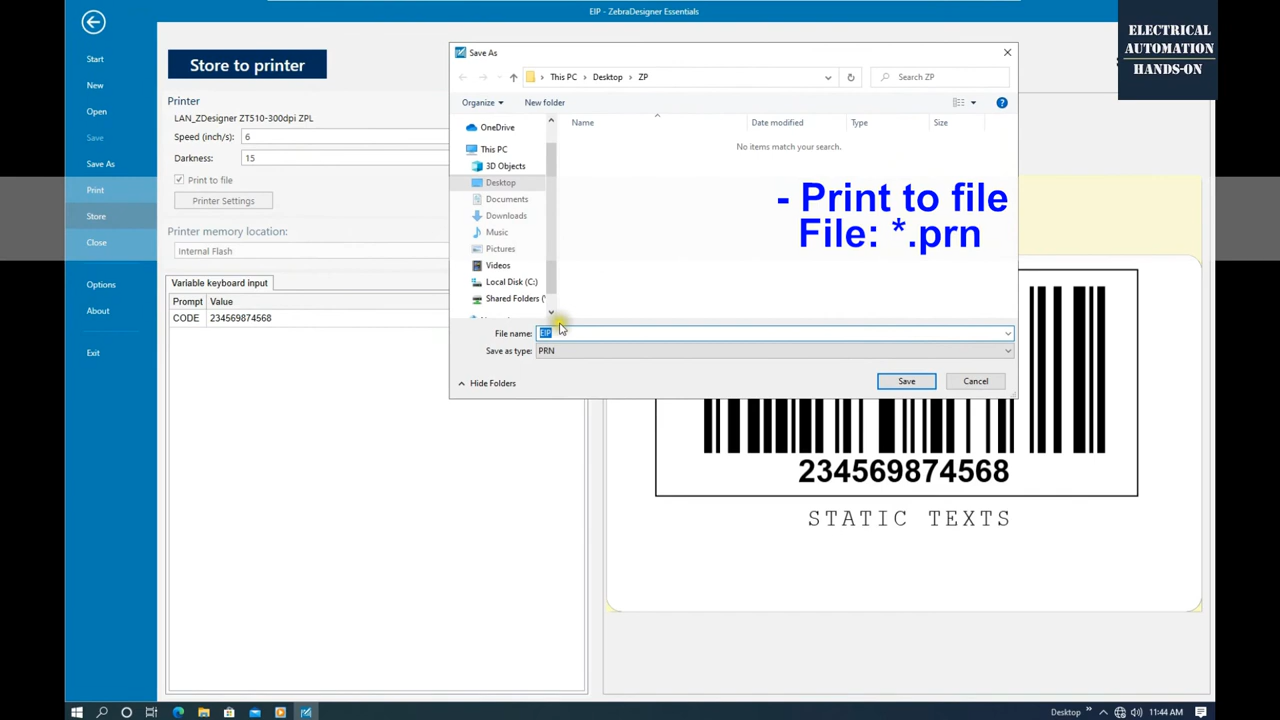 EIP - ZebraDesigner Essentials
ELECTRICAL
AUTOMATION
HANDS-ON
Start
New
Open
Save
Save As
Print
Store
Close
Options
About
Exit
Store to printer
Printer
LAN_ZDesigner ZT510-300dpi ZPL
Speed (inch/s): 6
Darkness: 15
Print to file
Printer Settings
Printer memory location:
Internal Flash
Variable keyboard input
Prompt Value
CODE 234569874568
Save As
This PC Desktop ZP
Search ZP
Organize New folder
OneDrive
This PC
3D Objects
Desktop
Documents
Downloads
Music
Pictures
Videos
Local Disk (C:)
Shared Folders (
Name Date modified Type Size
No items match your search.
- Print to file
File: *.prn
File name: EIP
Save as type: PRN
Hide Folders
Save Cancel
234569874568
STATIC TEXTS
Desktop
11:44 AM